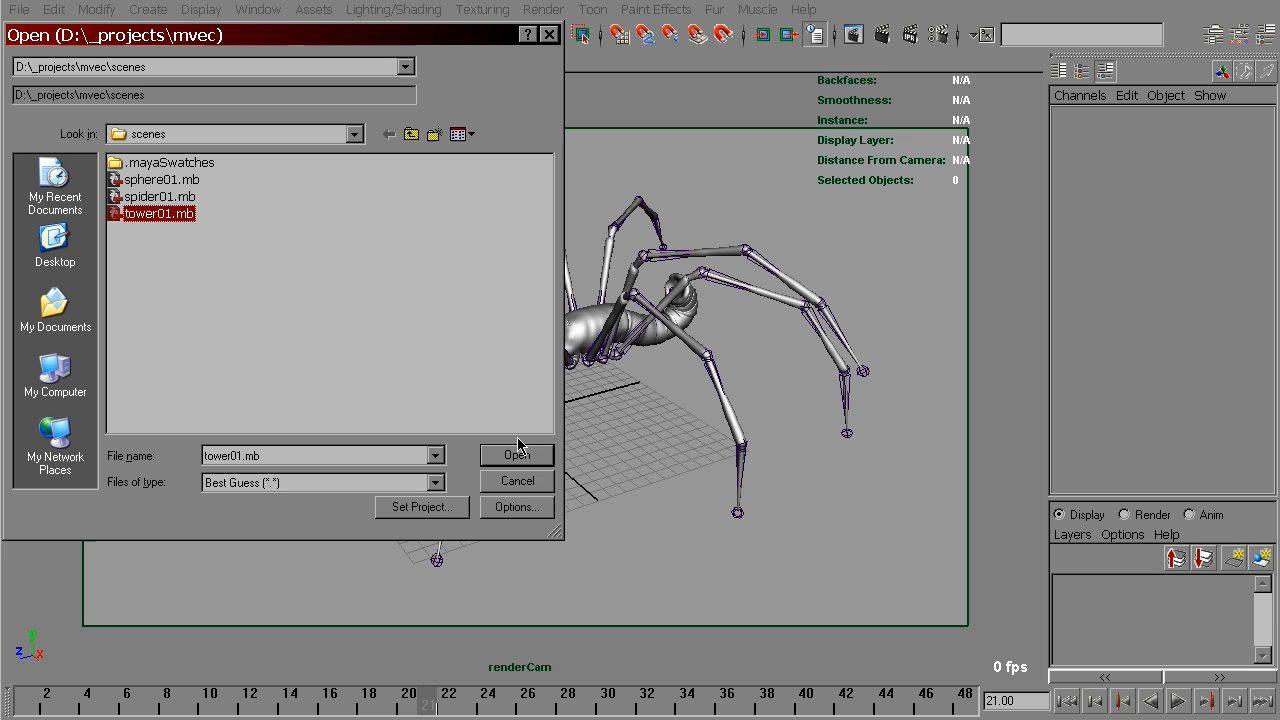 File Edit Modify Create Display Window Assets Lighting/Shading Texturing Render Toon Paint Effects Fur Muscle Help
Open (D:\_projects\mvec)
D:\_projects\mvec\scenes
D:\_projects\mvec\scenes
Look in: scenes
.mayaSwatches
sphere01.mb
spider01.mb
tower01.mb
My Recent
Documents
Desktop
My Documents
My Computer
My Network
Places
File name: tower01.mb Open
Files of type: Best Guess (*.*) Cancel
Set Project... Options...
Backfaces: N/A
Smoothness: N/A
Instance: N/A
Display Layer: N/A
Distance From Camera: N/A
Selected Objects: 0
Channels Edit Object Show
Display Render Anim
Layers Options Help
<< >>
y
z x
renderCam
0 fps
2 4 6 8 10 12 14 16 18 20 22 24 26 28 30 32 34 36 38 40 42 44 46 48
21
21.00